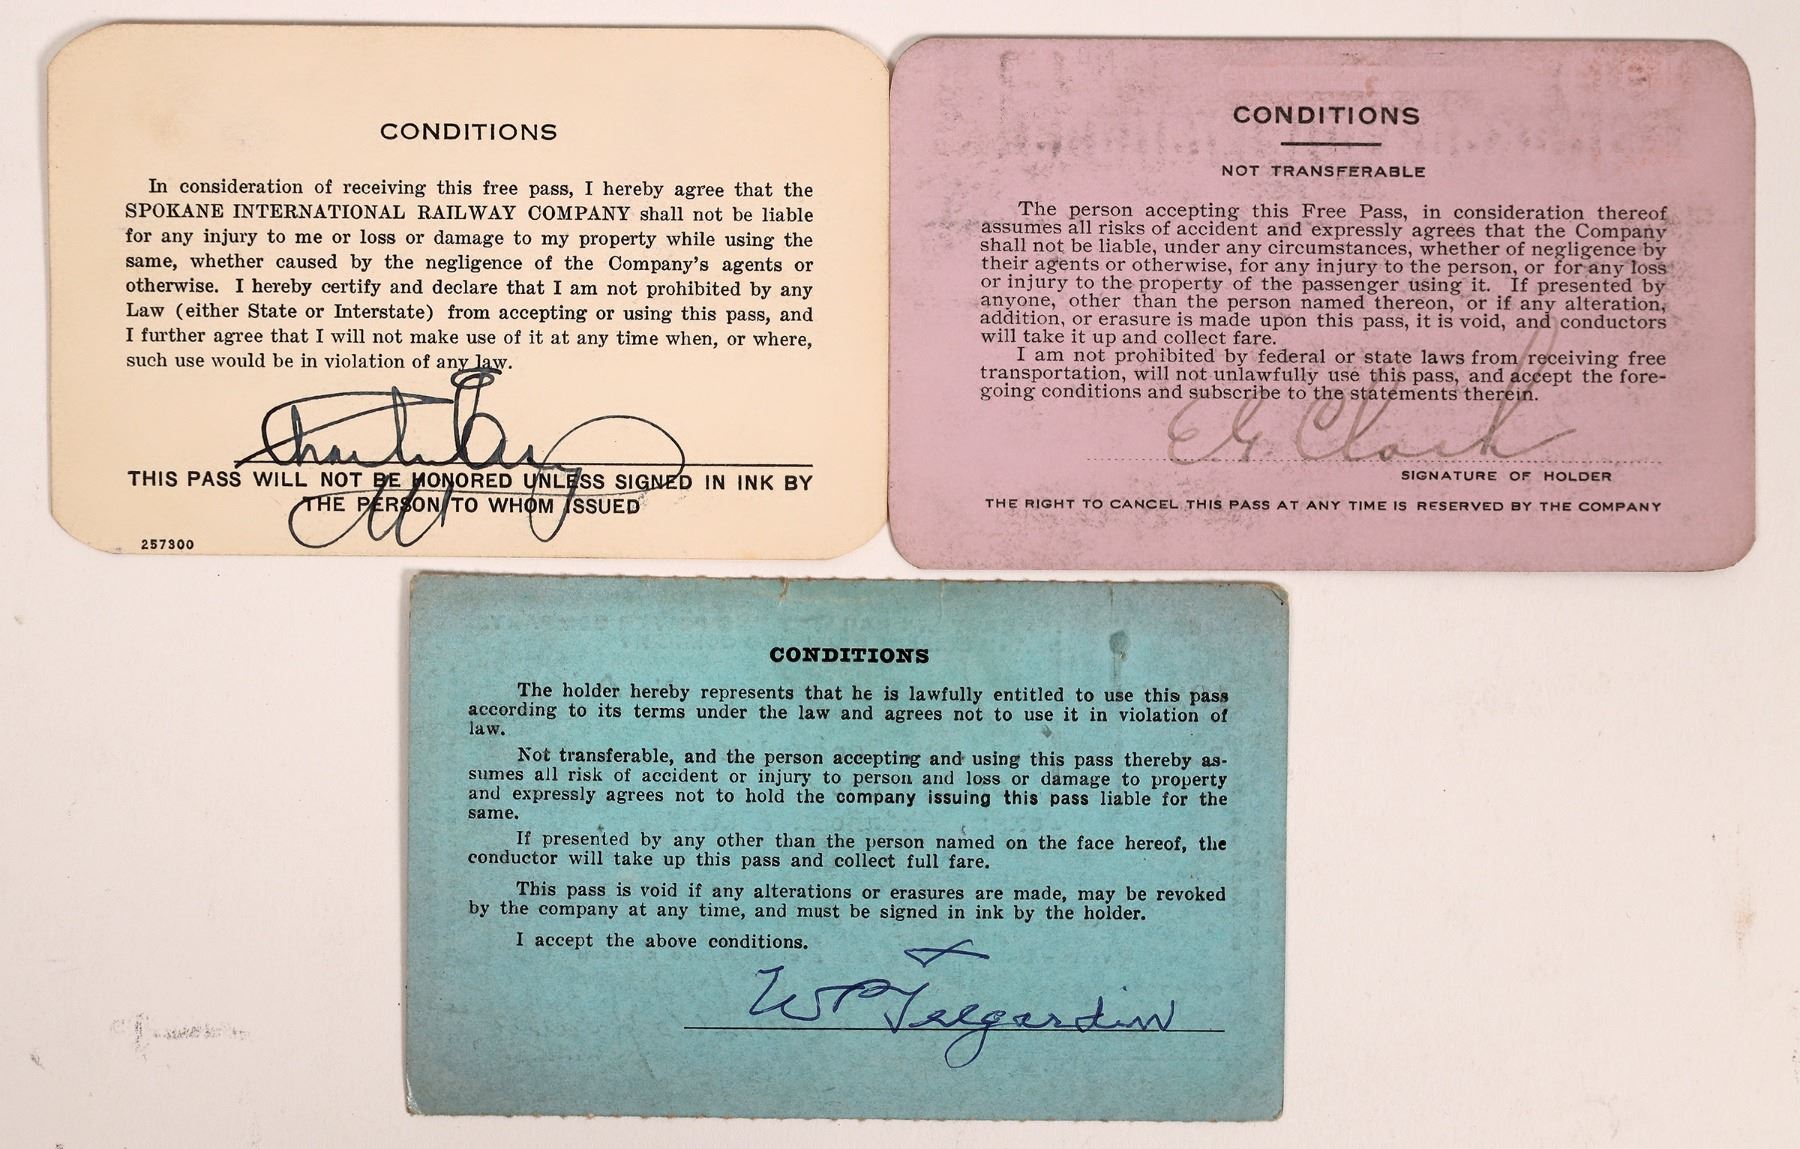 CONDITIONS
In consideration of receiving this free pass, I hereby agree that the
SPOKANE INTERNATIONAL RAILWAY COMPANY shall not be liable
for any injury to me or loss or damage to my property while using the
same, whether caused by the negligence of the Company's agents or
otherwise. I hereby certify and declare that I am not prohibited by any
Law (either State or Interstate) from accepting or using this pass, and
I further agree that I will not make use of it at any time when, or where,
such use would be in violation of any law.
THIS PASS WILL NOT BE HONORED UNLESS SIGNED IN INK BY
THE PERSON TO WHOM ISSUED
257300
CONDITIONS
NOT TRANSFERABLE
The person accepting this Free Pass, in consideration thereof
assumes all risks of accident and expressly agrees that the Company
shall not be liable, under any circumstances, whether of negligence by
their agents or otherwise, for any injury to the person, or for any loss
or injury to the property of the passenger using it. If presented by
anyone, other than the person named thereon, or if any alteration,
addition, or erasure is made upon this pass, it is void, and conductors
will take it up and collect fare.
I am not prohibited by federal or state laws from receiving free
transportation, will not unlawfully use this pass, and accept the fore-
going conditions and subscribe to the statements therein.
E G Clark
SIGNATURE OF HOLDER
THE RIGHT TO CANCEL THIS PASS AT ANY TIME IS RESERVED BY THE COMPANY
CONDITIONS
The holder hereby represents that he is lawfully entitled to use this pass
according to its terms under the law and agrees not to use it in violation of
law.
Not transferable, and the person accepting and using this pass thereby as-
sumes all risk of accident or injury to person and loss or damage to property
and expressly agrees not to hold the company issuing this pass liable for the
same.
If presented by any other than the person named on the face hereof, the
conductor will take up this pass and collect full fare.
This pass is void if any alterations or erasures are made, may be revoked
by the company at any time, and must be signed in ink by the holder.
I accept the above conditions.